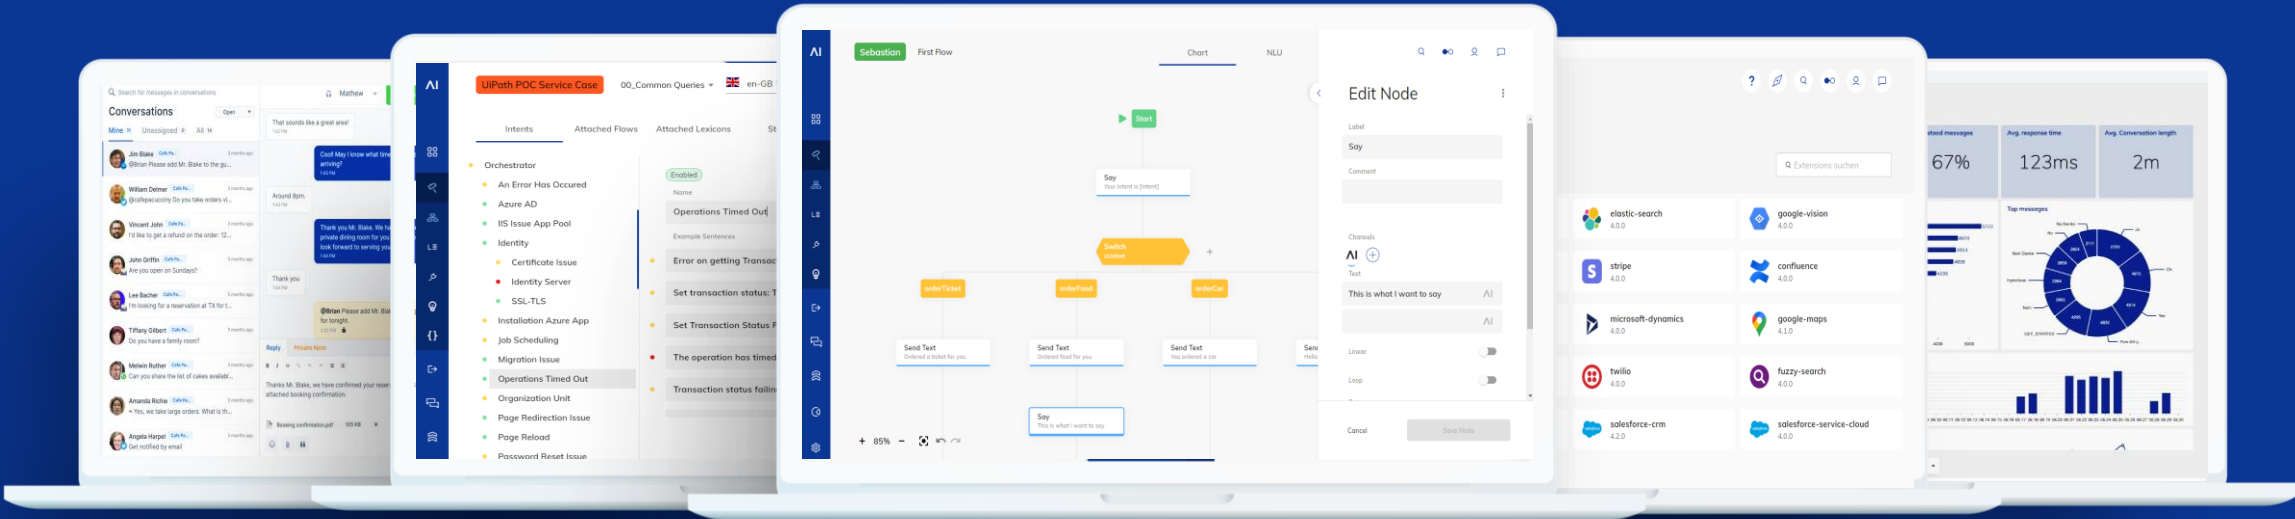 Search for messages in conversations
Conversations
Open
Mine
Unassigned
All
Jim Blake
@Brian Please add Mr. Blake to the gu...
William Delmer
@cafepacucciny Do you take orders vi...
Vincent John
I'd like to get a refund on the order: 12...
John Griffin
Are you open on Sundays?
Lee Bacher
I'm looking for a reservation at TX for t...
Tiffany Gilbert
Do you have a family room?
Melwin Ruther
Can you share the list of cakes availabl...
Amanda Richie
Yes, we take large orders. What is th...
Angela Harpel
Get notified by email
Mathew
That sounds like a great area!
Cool! May I know what time
arriving?
Around 8pm.
Thank you Mr. Blake. We ha
private dining room for you
look forward to serving you
Thank you
@Brian Please add Mr. Bla
for tonight.
Reply
Private Note
Thanks Mr. Blake, we have confirmed your reser
attached booking confirmation.
Booking confirmation.pdf
105 KB
AI
UiPath POC Service Case
00_Common Queries
en-GB
Intents
Attached Flows
Attached Lexicons
St
Orchestrator
An Error Has Occured
Azure AD
IIS Issue App Pool
Identity
Certificate Issue
Identity Server
SSL-TLS
Installation Azure App
Job Scheduling
Migration Issue
Operations Timed Out
Organization Unit
Page Redirection Issue
Page Reload
Password Reset Issue
Enabled
Name
Operations Timed Out
Example Sentences
Error on getting Transac
Set transaction status: T
Set Transaction Status F
The operation has timed
Transaction status failin
AI
Sebastian
First Flow
Chart
NLU
Start
Say
Your intent is [intent]
Switch
orderTicket
orderFood
orderCar
Send Text
Ordered a ticket for you
Send Text
Ordered food for you
Send Text
You ordered a car
Sen
Hello
Say
This is what I want to say
85%
Edit Node
Label
Say
Comment
Channels
AI
Text
This is what I want to say
AI
AI
Linear
Loop
Cancel
Save Node
Extensions suchen
elastic-search
4.0.0
google-vision
4.0.0
stripe
4.0.0
confluence
4.0.0
microsoft-dynamics
4.0.0
google-maps
4.1.0
twilio
4.0.0
fuzzy-search
4.0.0
salesforce-crm
4.2.0
salesforce-service-cloud
4.0.0
stood messages
67%
Avg. response time
123ms
Avg. Conversation length
2m
Top messages